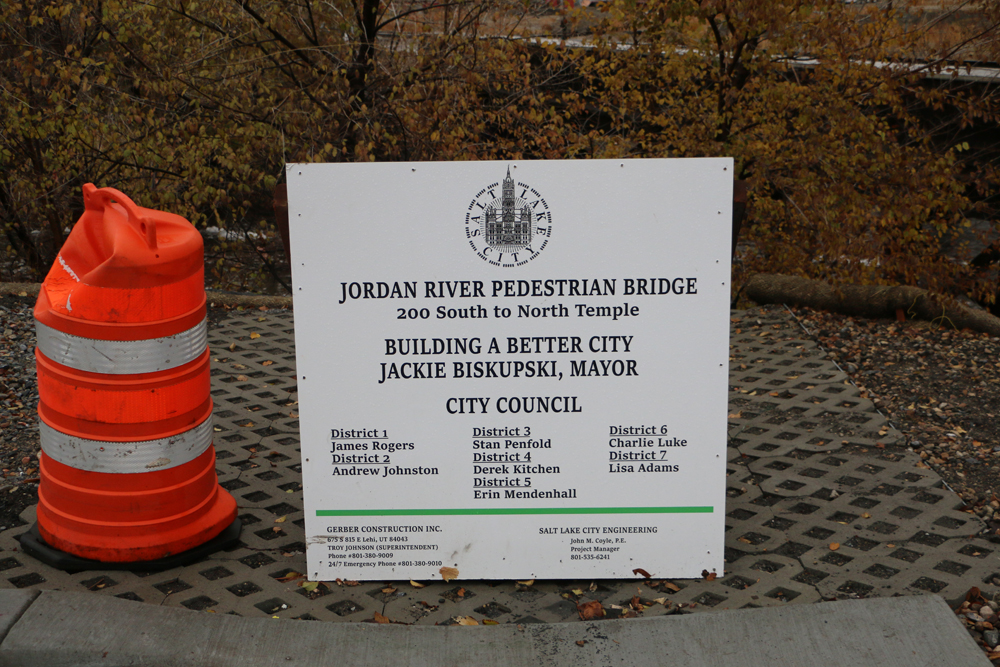 SALT LAKE CITY
JORDAN RIVER PEDESTRIAN BRIDGE
200 South to North Temple
BUILDING A BETTER CITY
JACKIE BISKUPSKI, MAYOR
CITY COUNCIL
District 1
James Rogers
District 2
Andrew Johnston
District 3
Stan Penfold
District 4
Derek Kitchen
District 5
Erin Mendenhall
District 6
Charlie Luke
District 7
Lisa Adams
GERBER CONSTRUCTION INC.
675 S 815 E Lehi, UT 84043
TROY JOHNSON (SUPERINTENDENT)
Phone #801-380-9009
24/7 Emergency Phone #801-380-9010
SALT LAKE CITY ENGINEERING
John M. Coyle, P.E.
Project Manager
801-535-6241